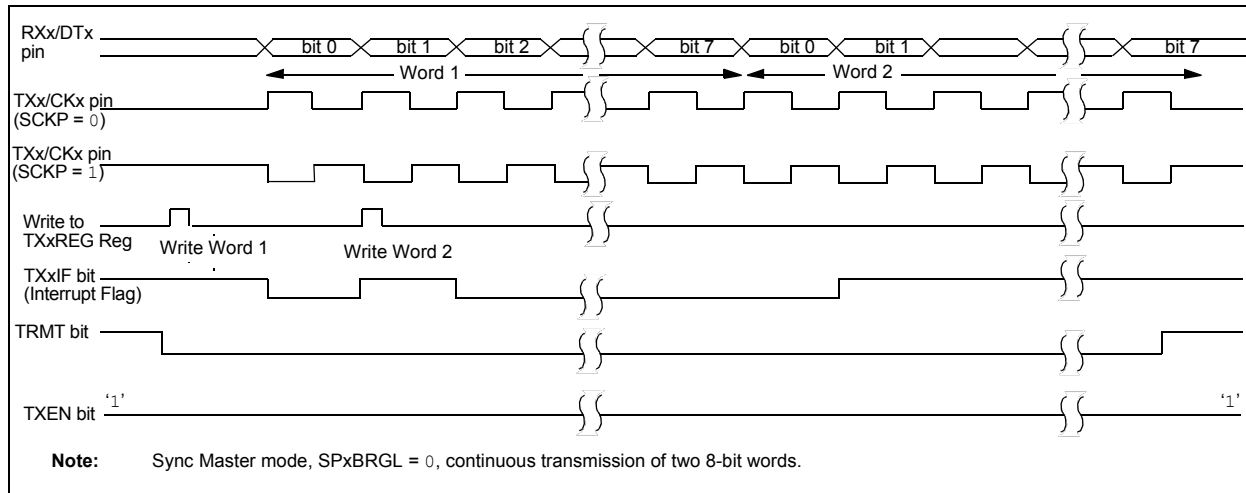 RXx/DTx
pin
bit 0 bit 1 bit 2 bit 7 bit 0 bit 1 bit 7
Word 1 Word 2
TXx/CKx pin
(SCKP = 0)
TXx/CKx pin
(SCKP = 1)
Write to
TXxREG Reg
Write Word 1 Write Word 2
TXxIF bit
(Interrupt Flag)
TRMT bit
TXEN bit
‘1’ ‘1’
Note: Sync Master mode, SPxBRGL = 0, continuous transmission of two 8-bit words.